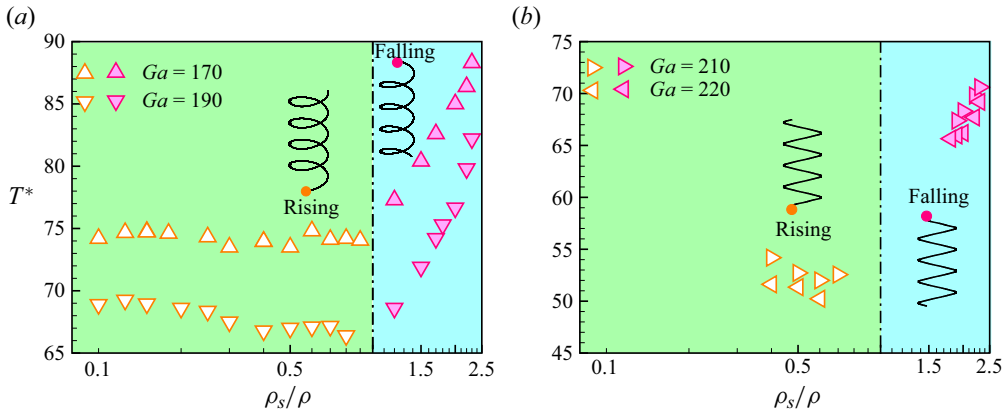 (a)
90
85
80
75
70
65
T*
Ga = 170
Ga = 190
Rising
Falling
0.1
0.5
1.5
2.5
ρs/ρ
(b)
75
70
65
60
55
50
45
Ga = 210
Ga = 220
Rising
Falling
0.1
0.5
1.5
2.5
ρs/ρ